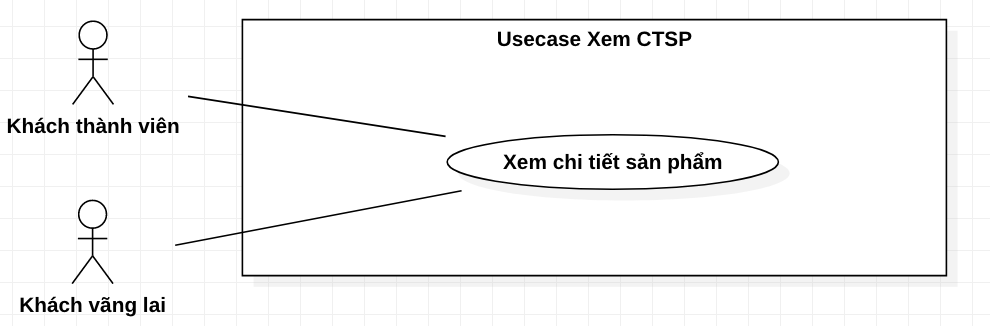 Usecase Xem CTSP
Khách thành viên
Xem chi tiết sản phẩm
Khách vãng lai